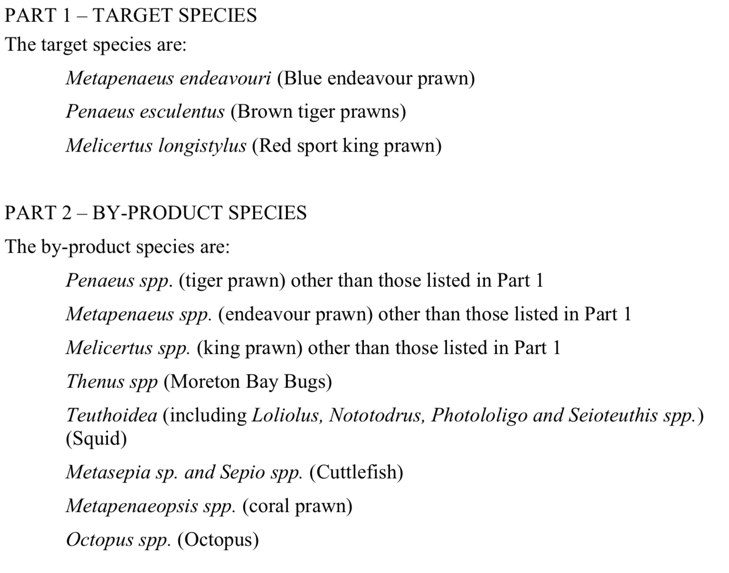 PART 1 – TARGET SPECIES
The target species are:
Metapenaeus endeavouri (Blue endeavour prawn)
Penaeus esculentus (Brown tiger prawns)
Melicertus longistylus (Red sport king prawn)
PART 2 – BY-PRODUCT SPECIES
The by-product species are:
Penaeus spp. (tiger prawn) other than those listed in Part 1
Metapenaeus spp. (endeavour prawn) other than those listed in Part 1
Melicertus spp. (king prawn) other than those listed in Part 1
Thenus spp (Moreton Bay Bugs)
Teuthoidea (including Loliolus, Nototodrus, Photololigo and Seioteuthis spp.)
(Squid)
Metasepia sp. and Sepio spp. (Cuttlefish)
Metapenaeopsis spp. (coral prawn)
Octopus spp. (Octopus)